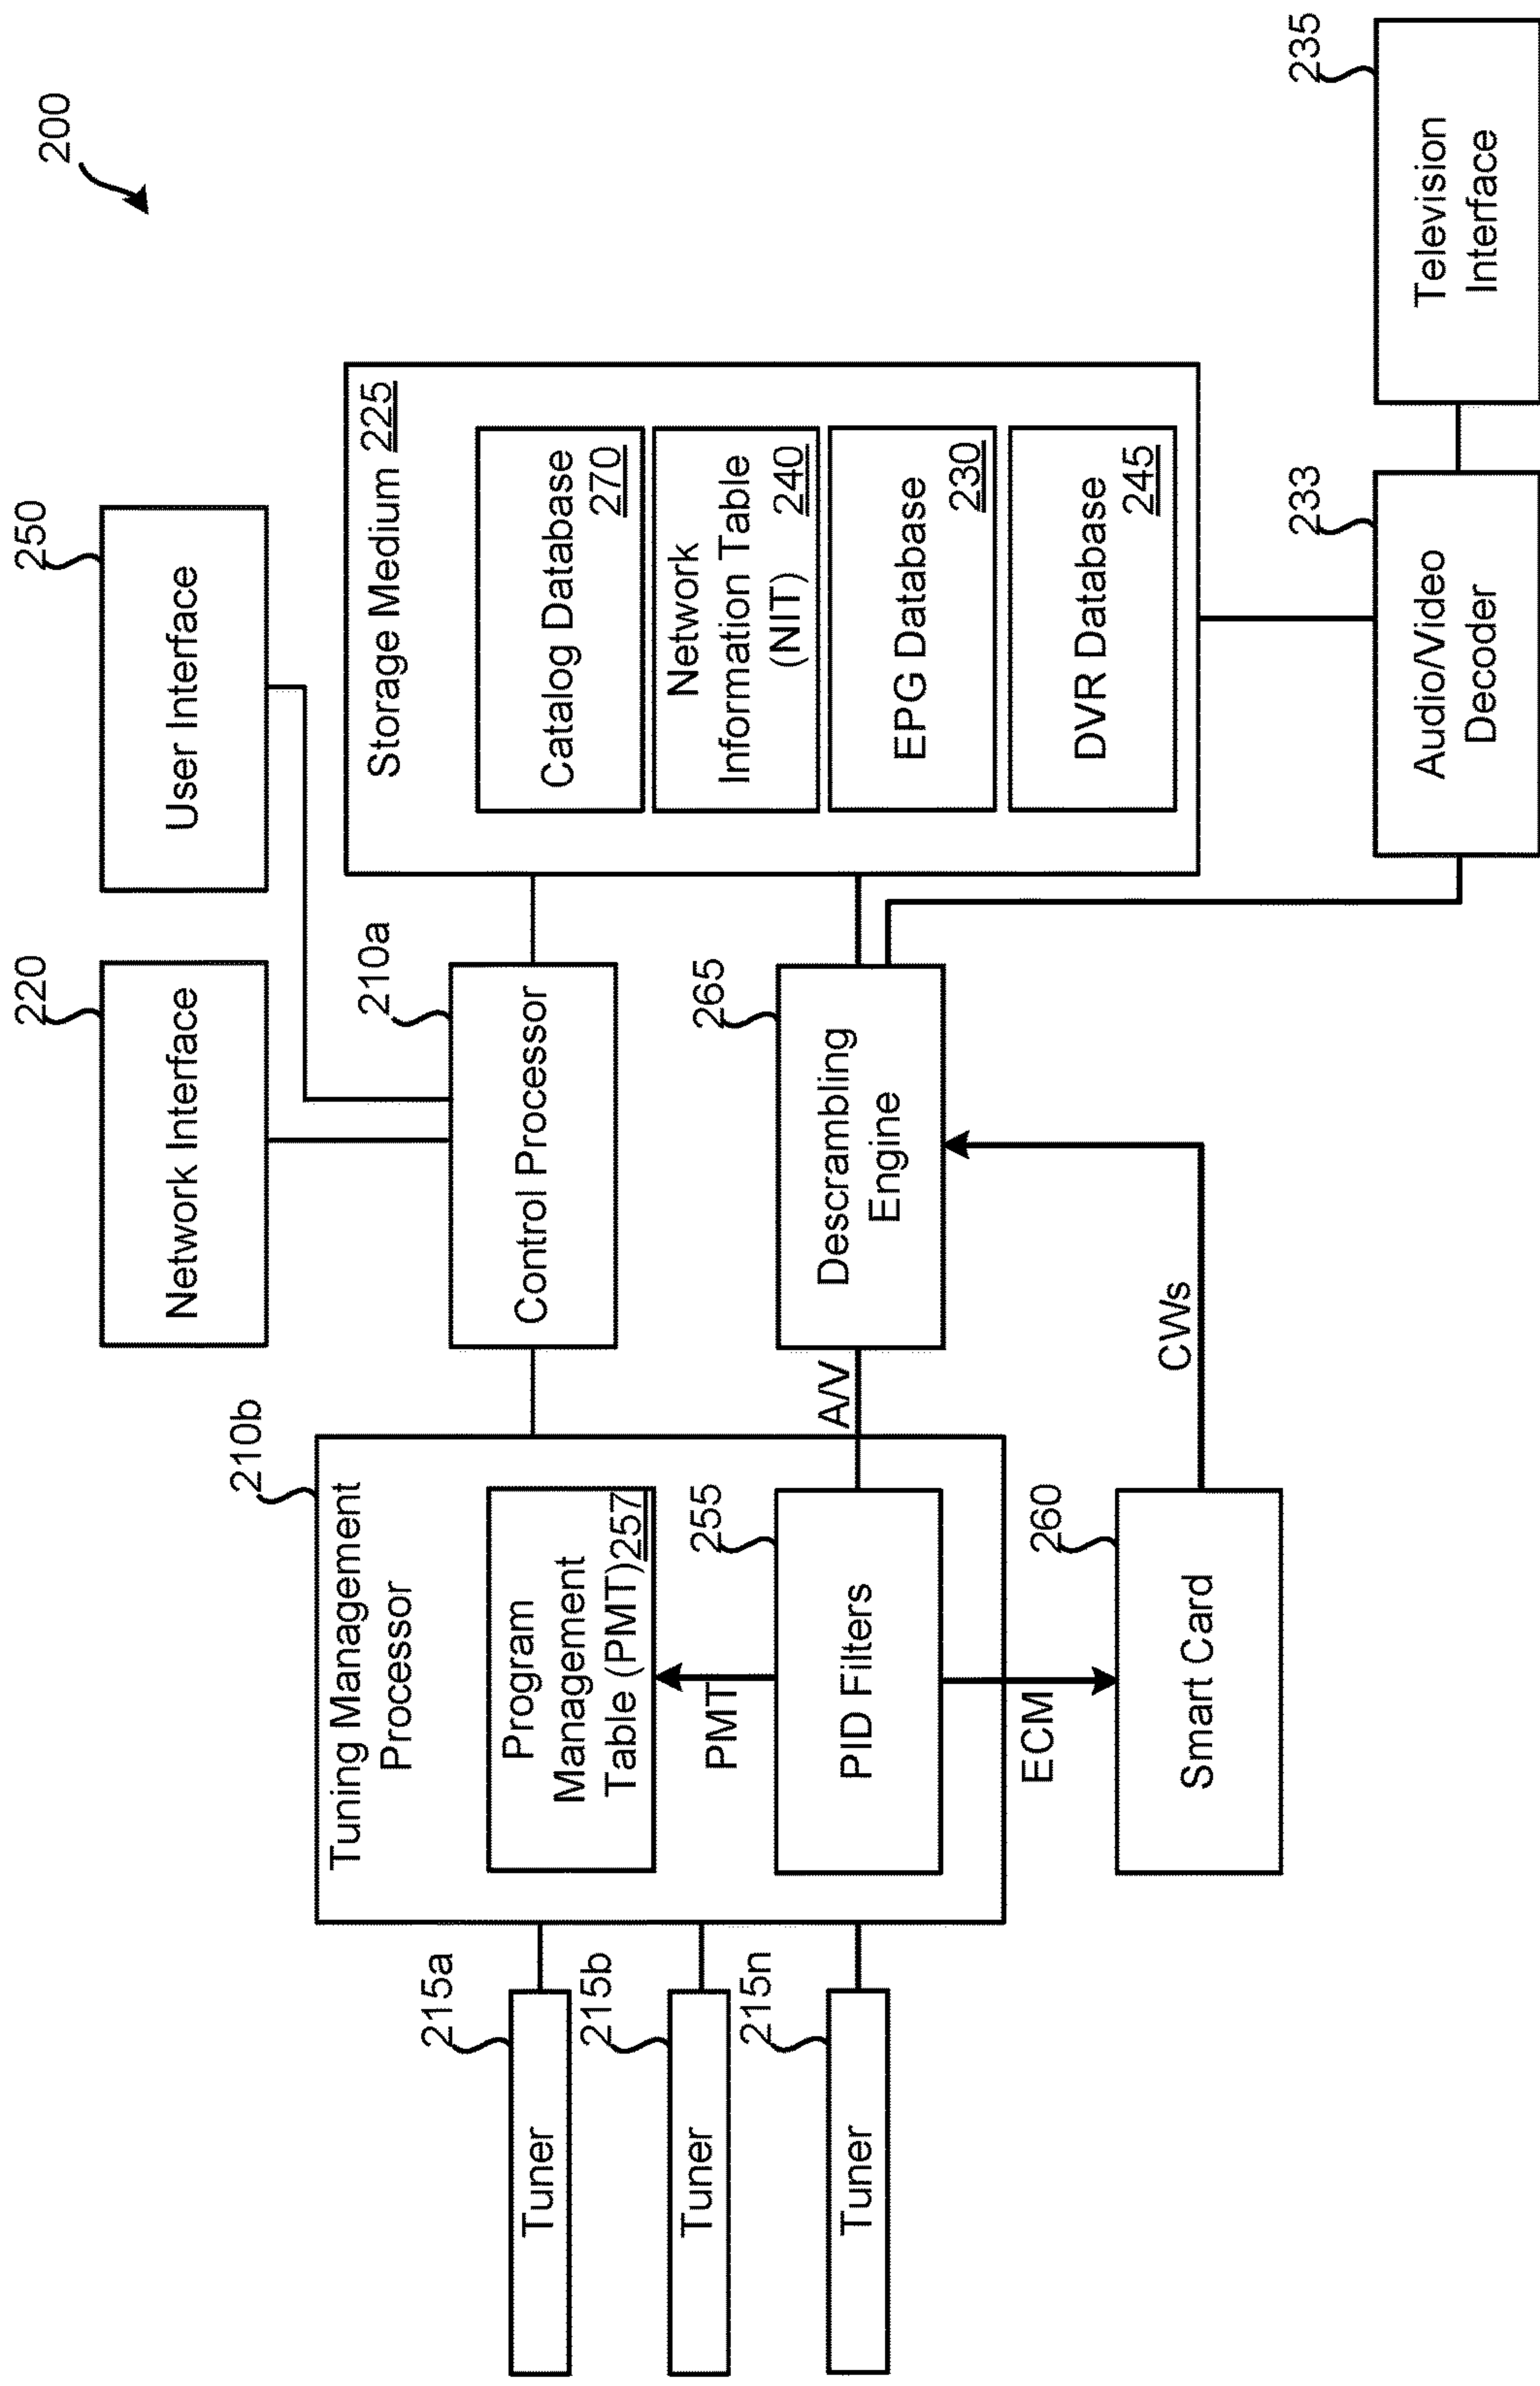 200
250
User Interface
220
Network Interface
210b
Tuning Management
Processor
Program
Management
Table (PMT)257
PMT
255
PID Filters
ECM
260
Smart Card
CWs
A/V
215a
Tuner
215b
Tuner
215n
Tuner
210a
Control Processor
265
Descrambling
Engine
Storage Medium 225
Catalog Database
270
Network
Information Table
(NIT) 240
EPG Database
230
DVR Database
245
233
Audio/Video
Decoder
235
Television
Interface